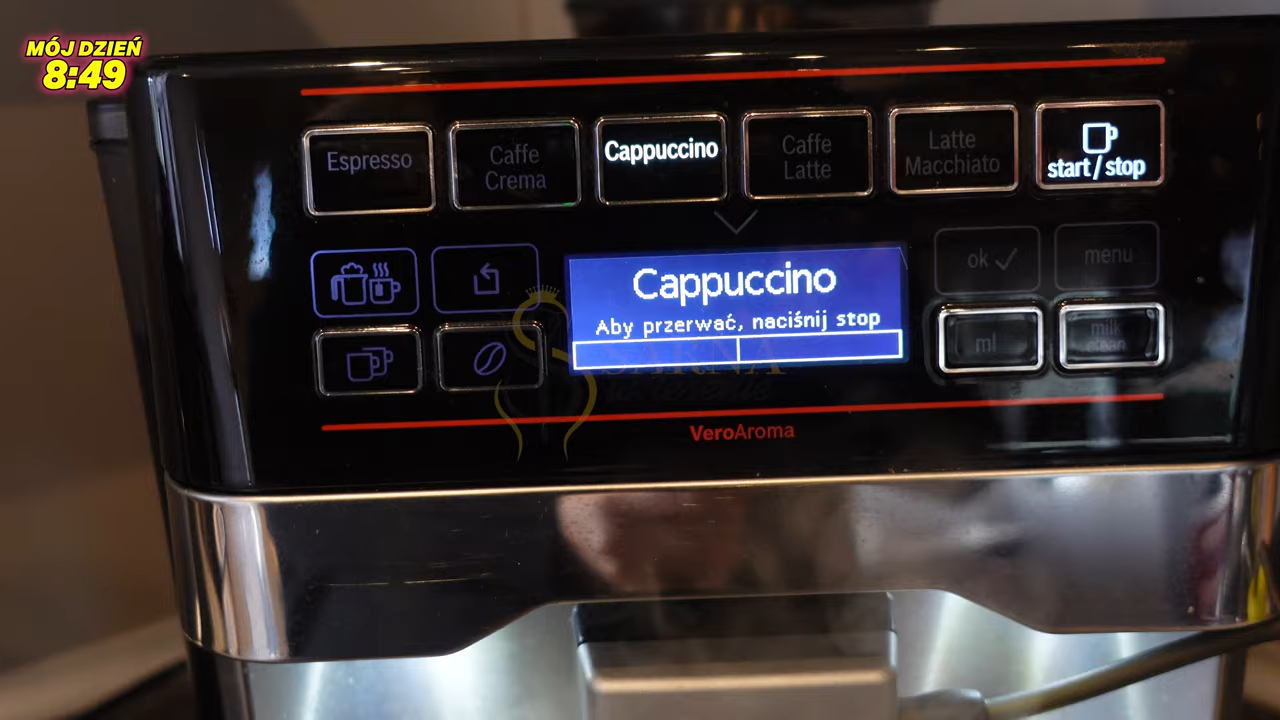 MÓJ DZIEŃ
8:49
Espresso
Caffe
Crema
Cappuccino
Caffe
Latte
Latte
Macchiato
start / stop
ok
menu
Cappuccino
Aby przerwać, naciśnij stop
ml
milk
clean
SARNA
VeroAroma